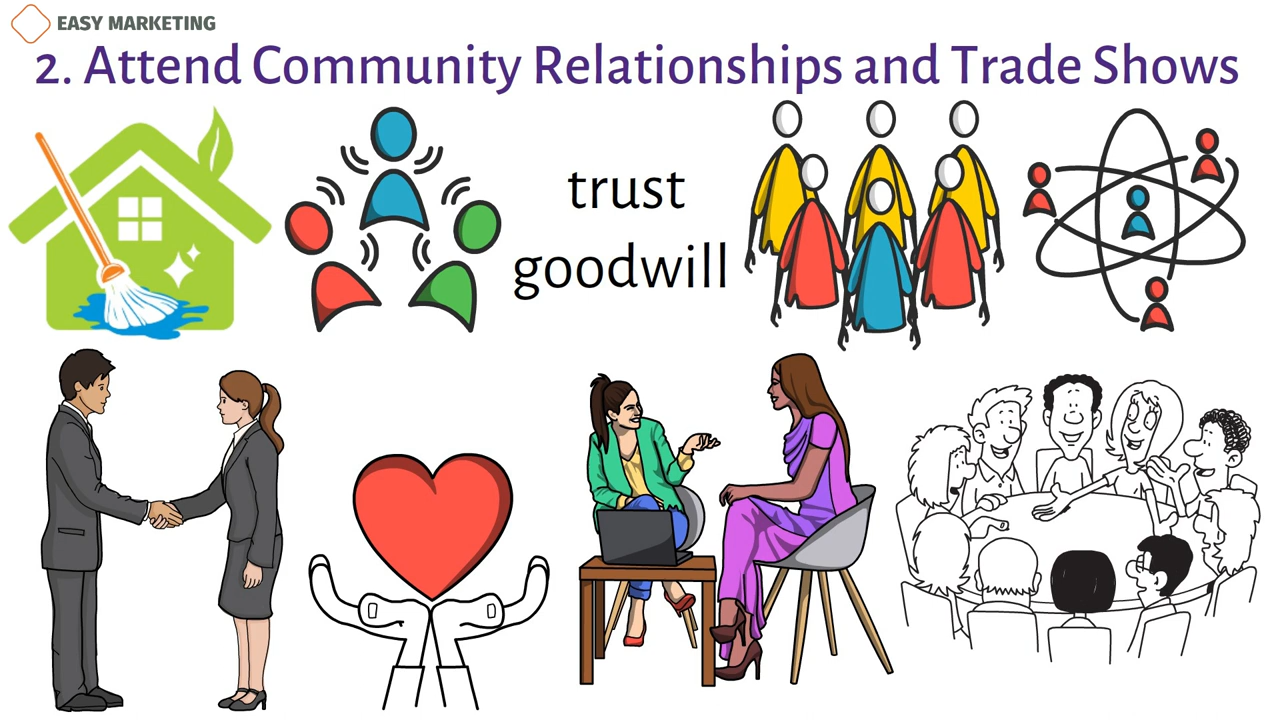 EASY MARKETING
2. Attend Community Relationships and Trade Shows
trust
goodwill